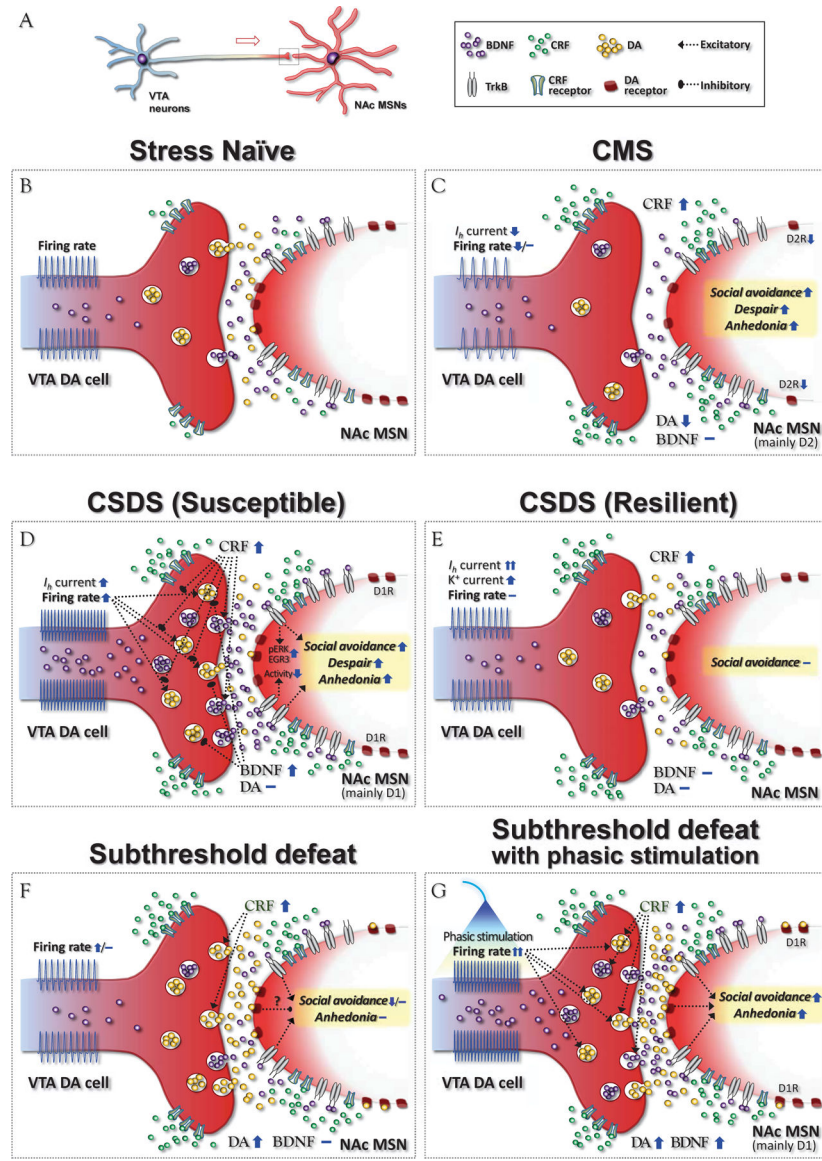 A
VTA
neurons
NAc MSNs
BDNF
CRF
DA
Excitatory
TrkB
CRF
receptor
DA
receptor
Inhibitory
Stress Naïve
B
Firing rate
VTA DA cell
NAc MSN
CMS
C
CRF
Ih current
Firing rate /–
D2R
Social avoidance
Despair
Anhedonia
VTA DA cell
D2R
DA
BDNF –
NAc MSN
(mainly D2)
CSDS (Susceptible)
D
CRF
Ih current
Firing rate
D1R
pERK
EGR3
Activity
Social avoidance
Despair
Anhedonia
VTA DA cell
D1R
BDNF
DA –
NAc MSN
(mainly D1)
CSDS (Resilient)
E
CRF
Ih current
K+ current
Firing rate –
Social avoidance –
VTA DA cell
BDNF –
DA –
NAc MSN
Subthreshold defeat
F
CRF
Firing rate /–
?
Social avoidance /–
Anhedonia –
VTA DA cell
DA BDNF –
NAc MSN
Subthreshold defeat
with phasic stimulation
G
CRF
Phasic stimulation
Firing rate
D1R
Social avoidance
Anhedonia
VTA DA cell
D1R
DA BDNF
NAc MSN
(mainly D1)